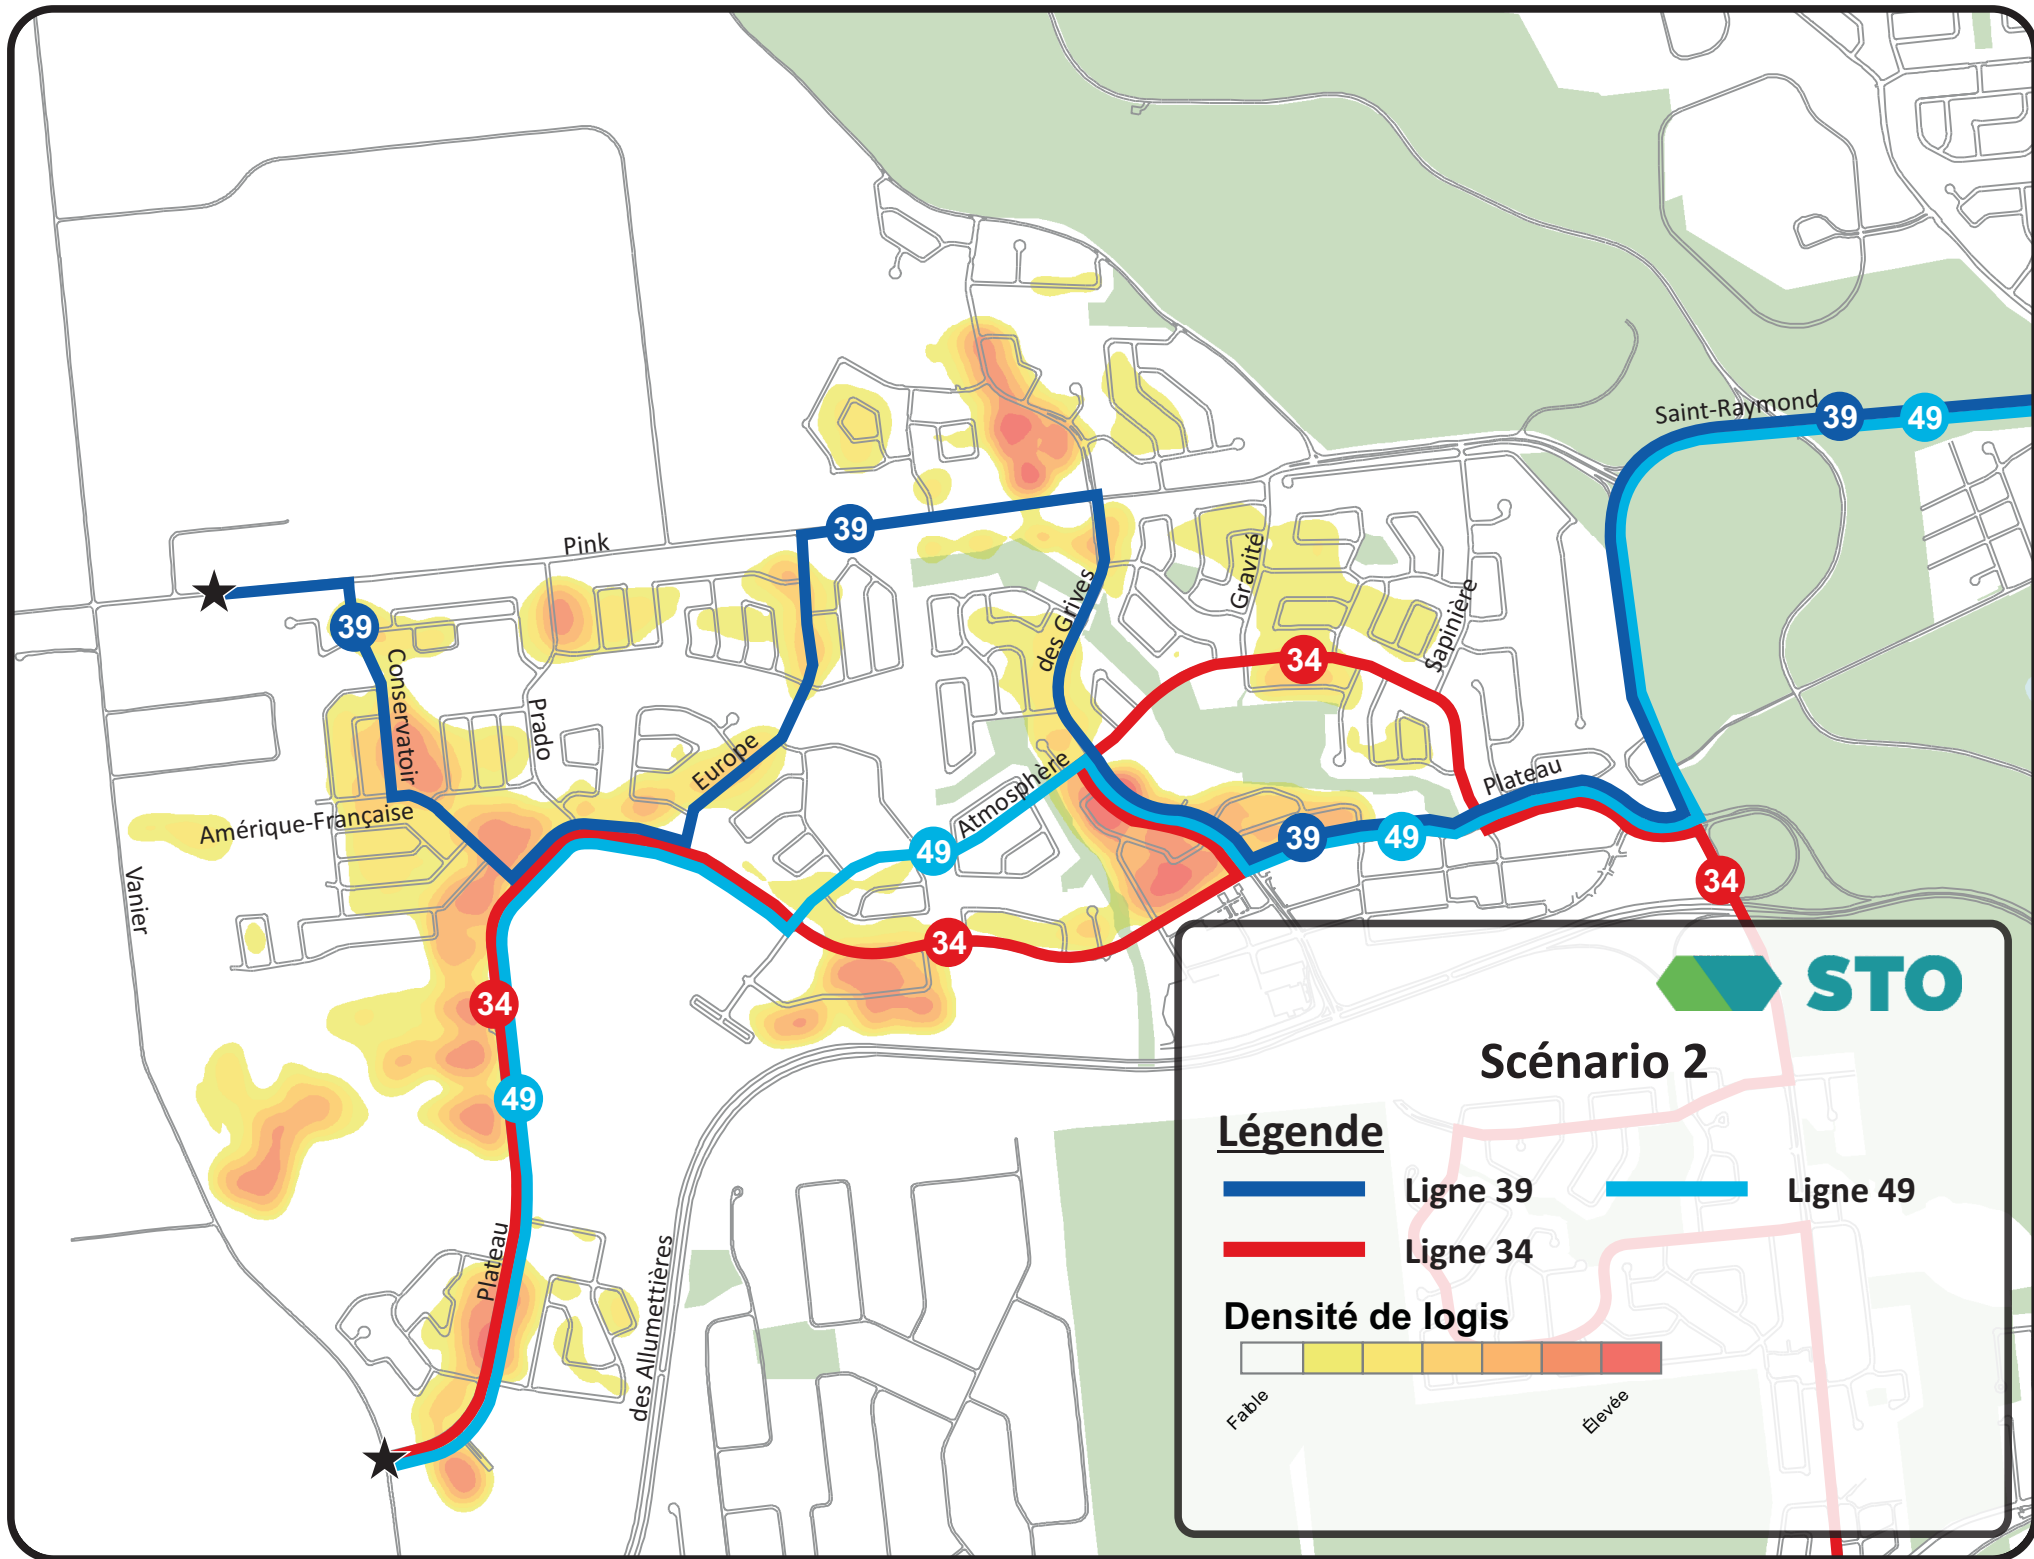 Saint-Raymond
39
49
39
Pink
Gravité
des Grives
Sapinière
39
34
Conservatoir
Prado
Europe
Plateau
Atmosphère
Amérique-Française
39
49
49
34
Vanier
34
34
49
Plateau
des Allumettières
STO
Scénario 2
Légende
Ligne 39
Ligne 49
Ligne 34
Densité de logis
Faible
Élevée